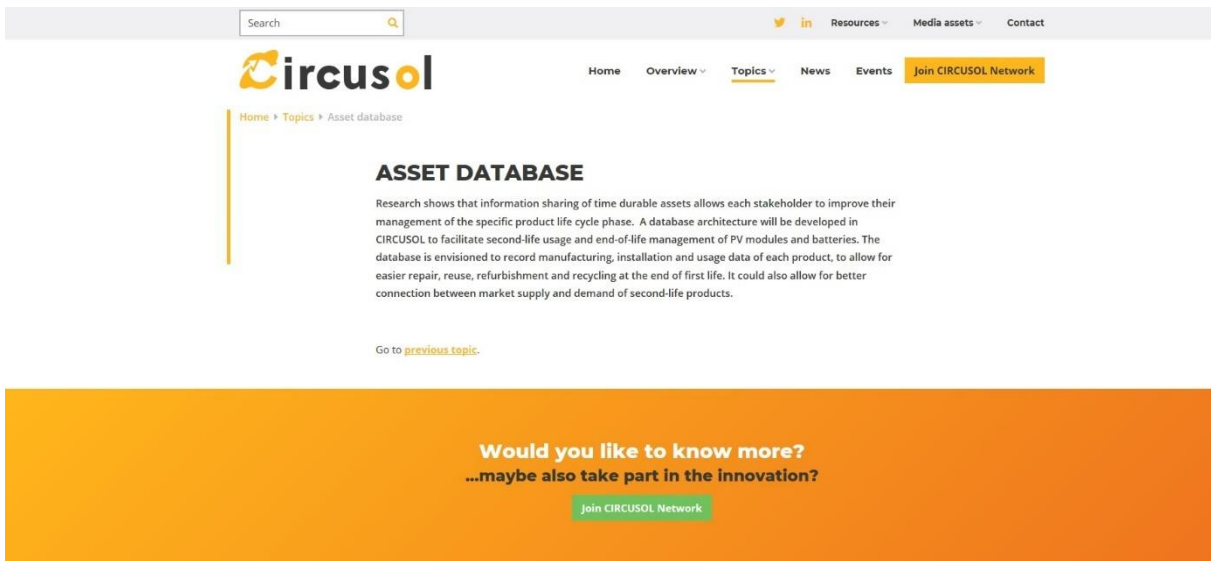 Search
in Resources Media assets Contact
Circusol
Home Overview Topics News Events Join CIRCUSOL Network
Home Topics Asset database
ASSET DATABASE
Research shows that information sharing of time durable assets allows each stakeholder to improve their
management of the specific product life cycle phase. A database architecture will be developed in
CIRCUSOL to facilitate second-life usage and end-of-life management of PV modules and batteries. The
database is envisioned to record manufacturing, installation and usage data of each product, to allow for
easier repair, reuse, refurbishment and recycling at the end of first life. It could also allow for better
connection between market supply and demand of second-life products.
Go to previous topic.
Would you like to know more?
...maybe also take part in the innovation?
Join CIRCUSOL Network